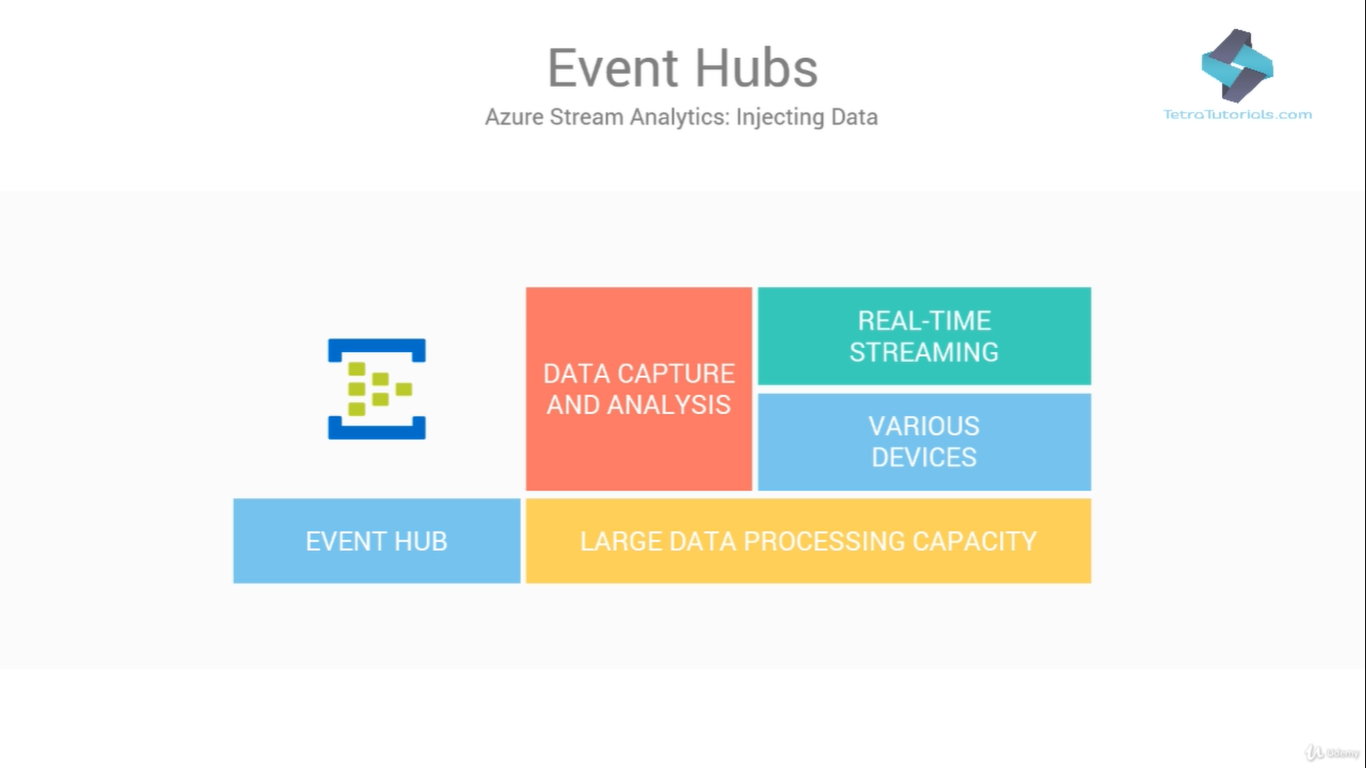 Event Hubs
Azure Stream Analytics: Injecting Data
TetraTutorials.com
DATA CAPTURE
AND ANALYSIS
REAL-TIME
STREAMING
VARIOUS
DEVICES
EVENT HUB
LARGE DATA PROCESSING CAPACITY
Udemy